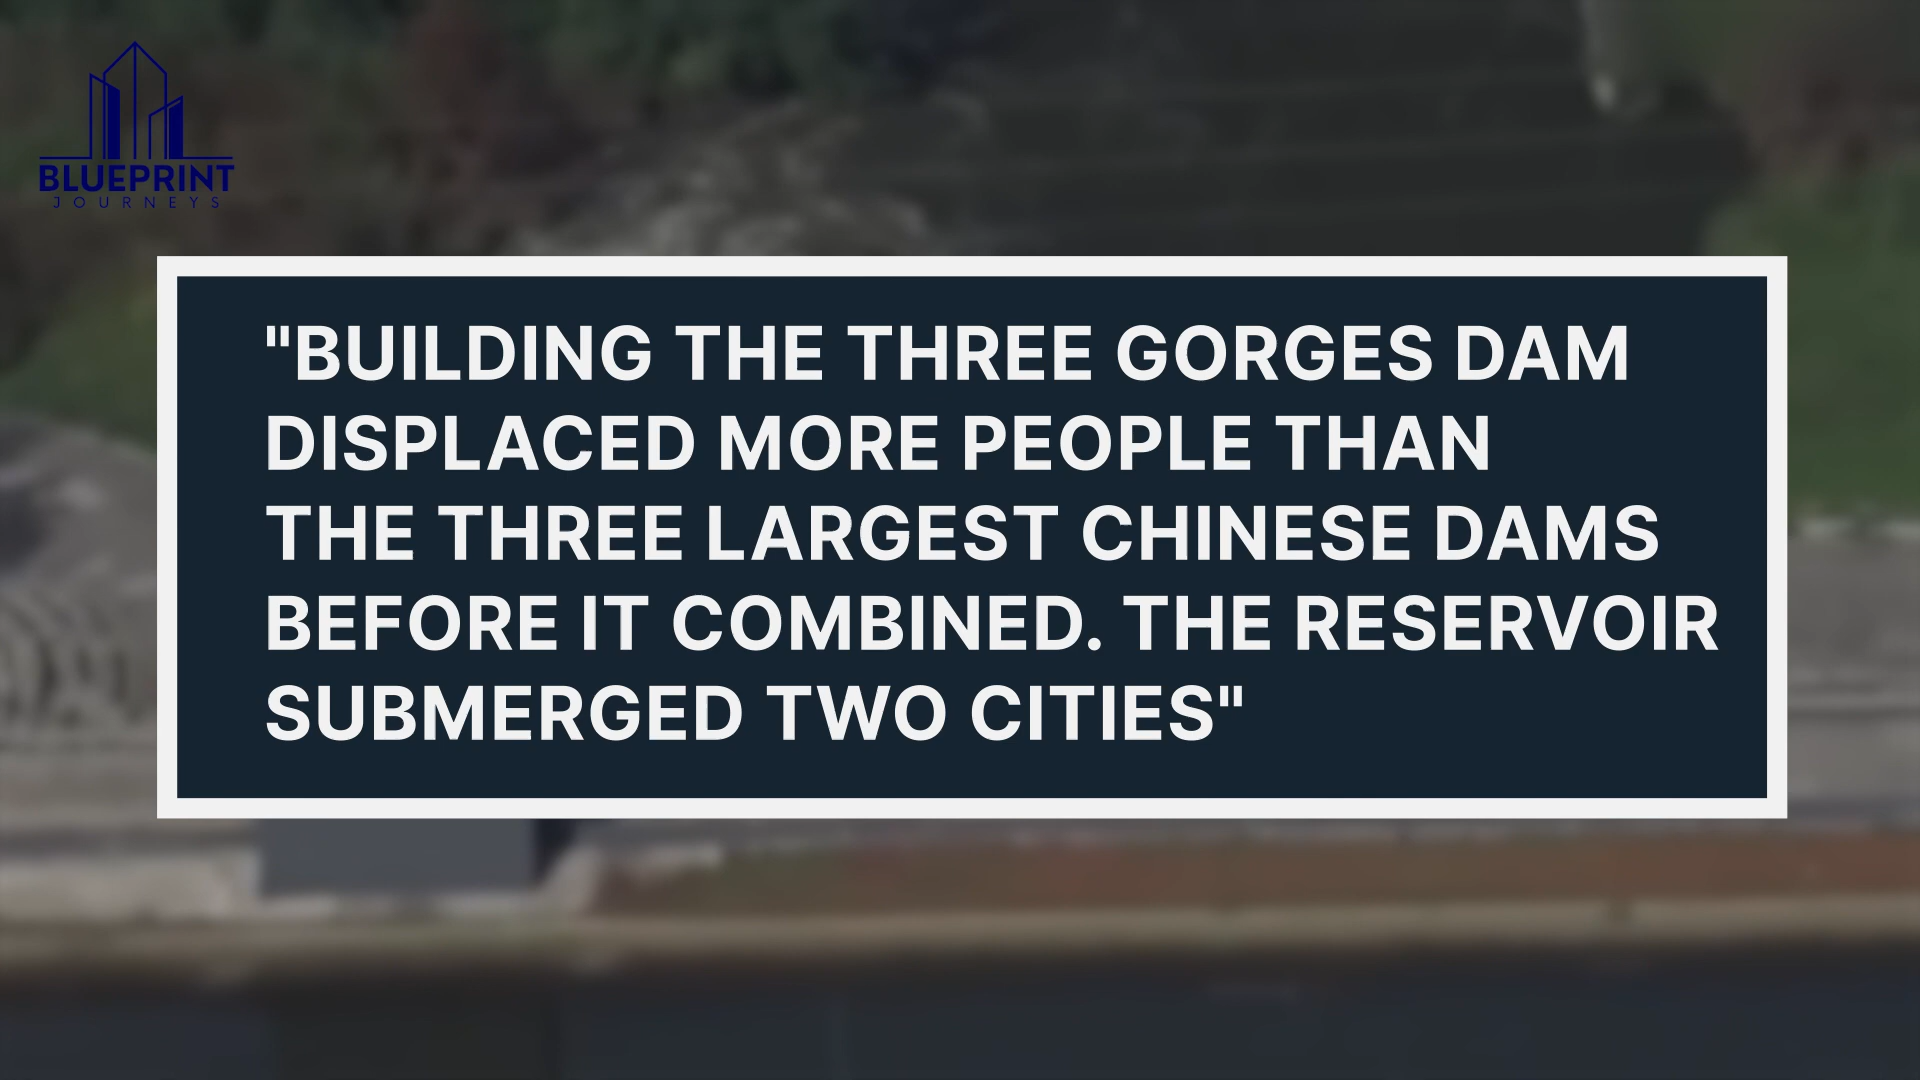 BLUEPRINT
JOURNEYS
"BUILDING THE THREE GORGES DAM
DISPLACED MORE PEOPLE THAN
THE THREE LARGEST CHINESE DAMS
BEFORE IT COMBINED. THE RESERVOIR
SUBMERGED TWO CITIES"